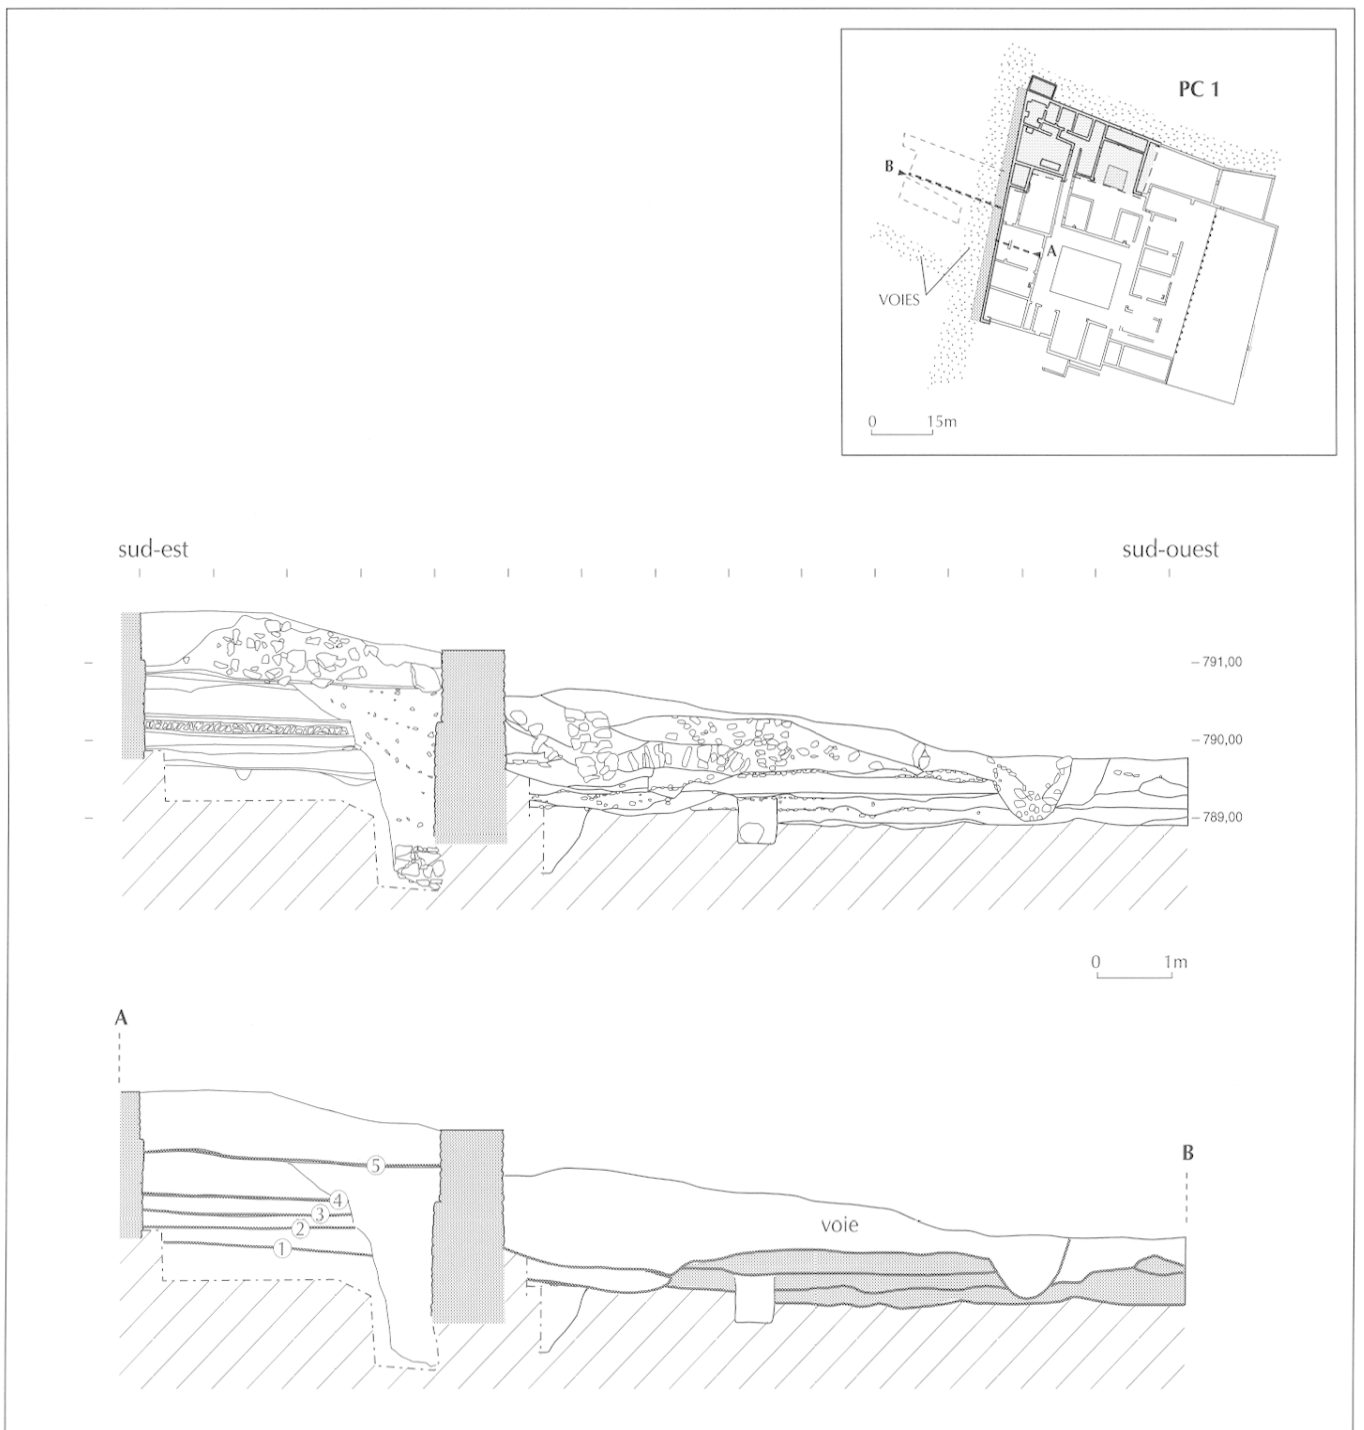 PC 1
B
A
VOIES
0 15m
sud-est sud-ouest
– 791,00
– 790,00
– 789,00
0 1m
A
B
5
4
3
2
1
voie